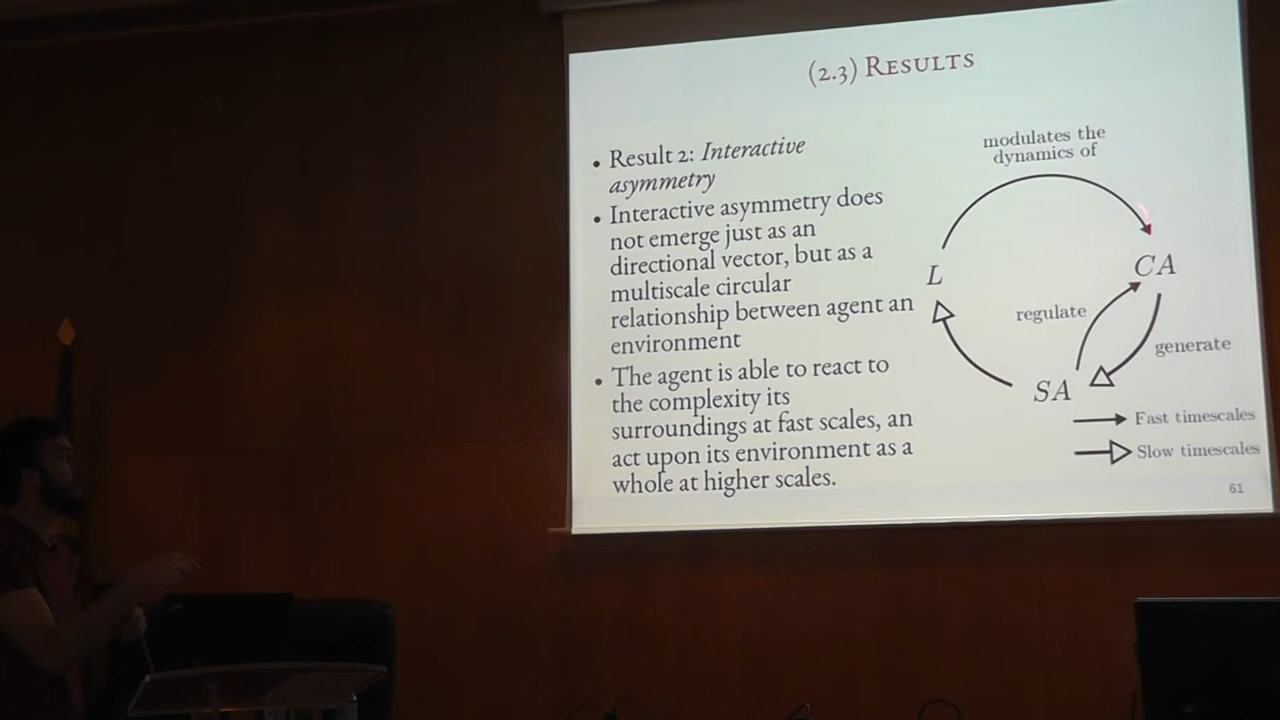 (2.3) Results
• Result 2: Interactive
asymmetry
• Interactive asymmetry does
not emerge just as an
directional vector, but as a
multiscale circular
relationship between agent an
environment
• The agent is able to react to
the complexity its
surroundings at fast scales, an
act upon its environment as a
whole at higher scales.
modulates the
dynamics of
L
CA
regulate
generate
SA
Fast timescales
Slow timescales
61